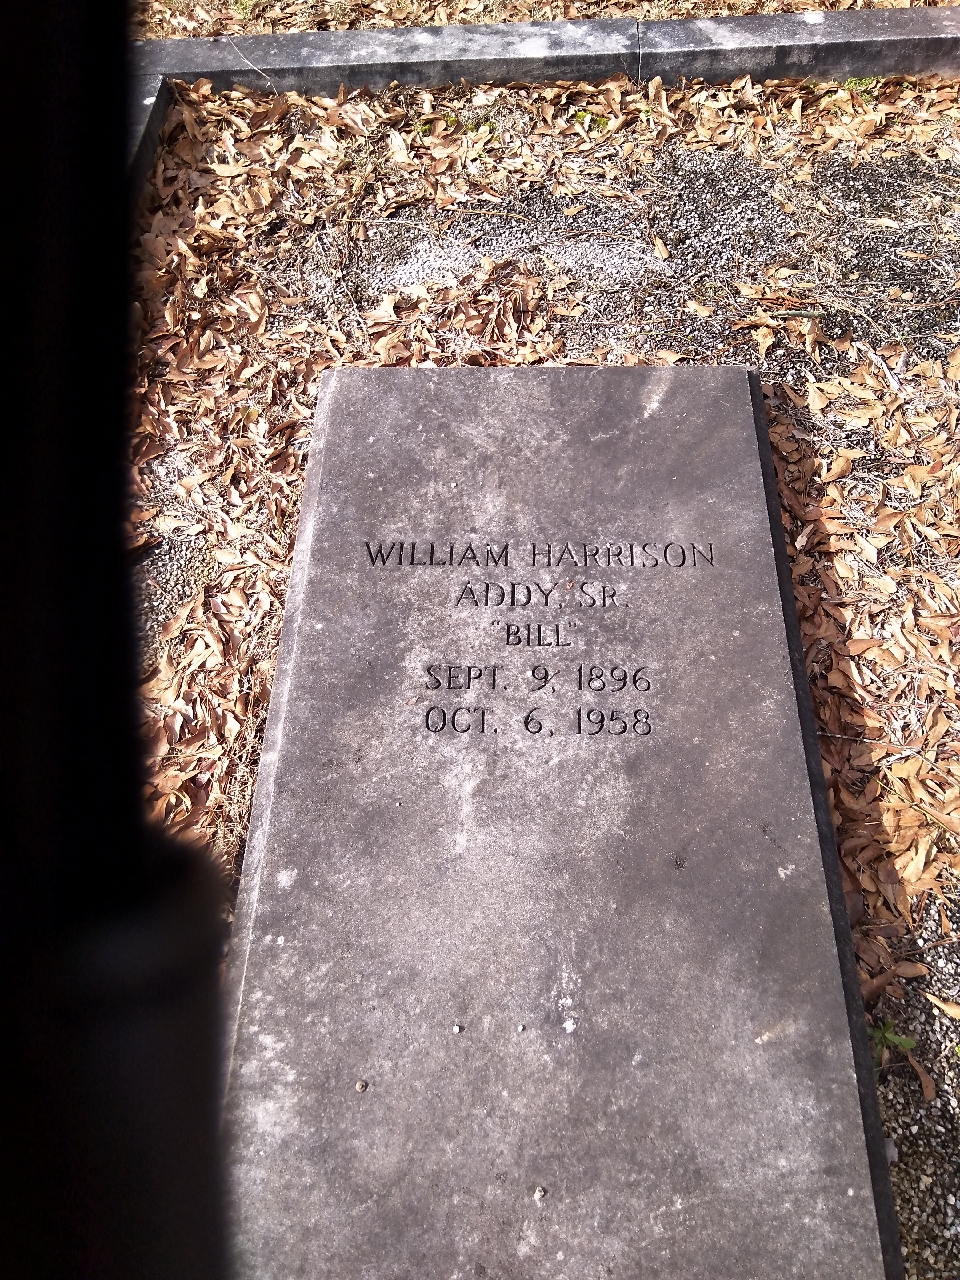 WILLIAM HARRISON
ADDY, SR.
"BILL"
SEPT. 9, 1896
OCT. 6, 1958